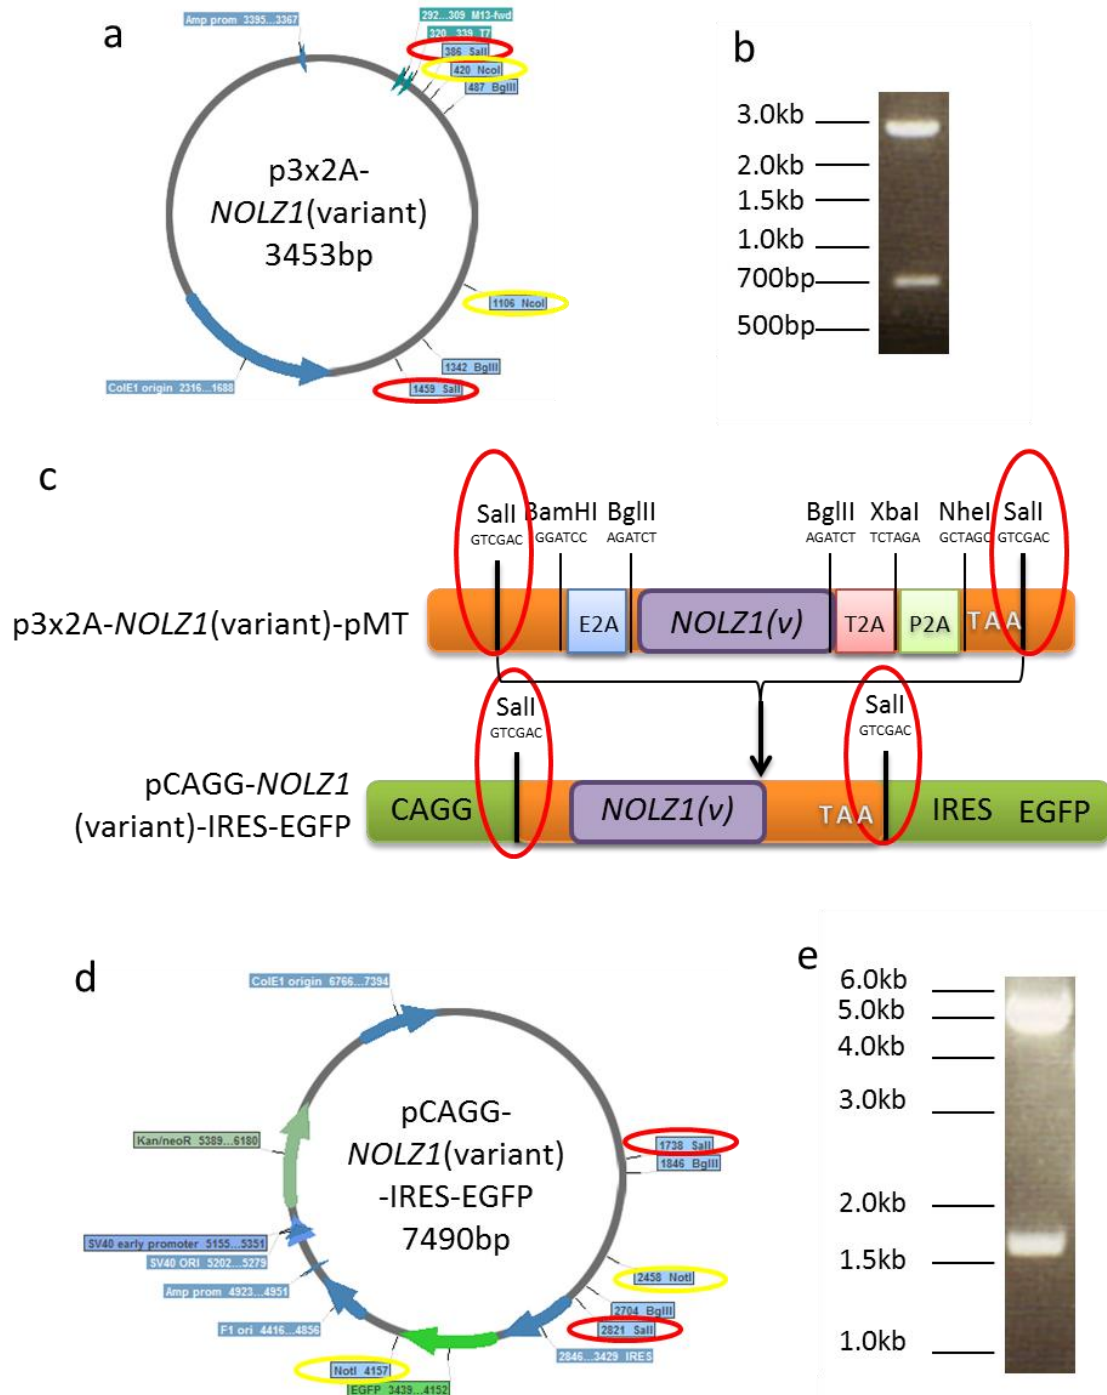 a
Amp prom 3395...3367
292...309 M13-fwd
320...339 T7
386 SalI
420 NcoI
487 BglII
p3x2A-
NOLZ1(variant)
3453bp
1106 NcoI
1342 BglII
1459 SalI
ColE1 origin 2316...1688
b
3.0kb
2.0kb
1.5kb
1.0kb
700bp
500bp
c
SalI BamHI BglII BglII XbaI NheI SalI
GTCGAC GGATCC AGATCT AGATCT TCTAGA GCTAGC GTCGAC
p3x2A-NOLZ1(variant)-pMT
E2A NOLZ1(v) T2A P2A TAA
SalI SalI
GTCGAC GTCGAC
pCAGG-NOLZ1
(variant)-IRES-EGFP
CAGG NOLZ1(v) TAA IRES EGFP
d
ColE1 origin 6766...7394
Kan/neoR 5389...6180
pCAGG-
NOLZ1(variant)
-IRES-EGFP
7490bp
1738 SalI
1846 BglII
2458 NotI
2704 BglII
2821 SalI
2846...3429 IRES
SV40 early promoter 5155...5351
SV40 ORI 5202...5279
Amp prom 4923...4951
F1 ori 4416...4856
NotI 4157
EGFP 3439...4152
e
6.0kb
5.0kb
4.0kb
3.0kb
2.0kb
1.5kb
1.0kb